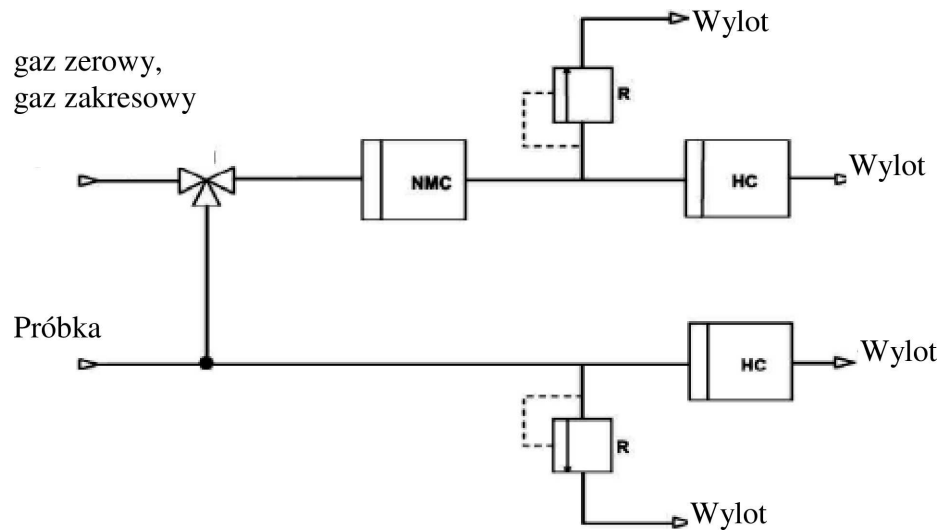 Wylot
gaz zerowy,
gaz zakresowy
R
NMC
HC
Wylot
Próbka
HC
Wylot
R
Wylot